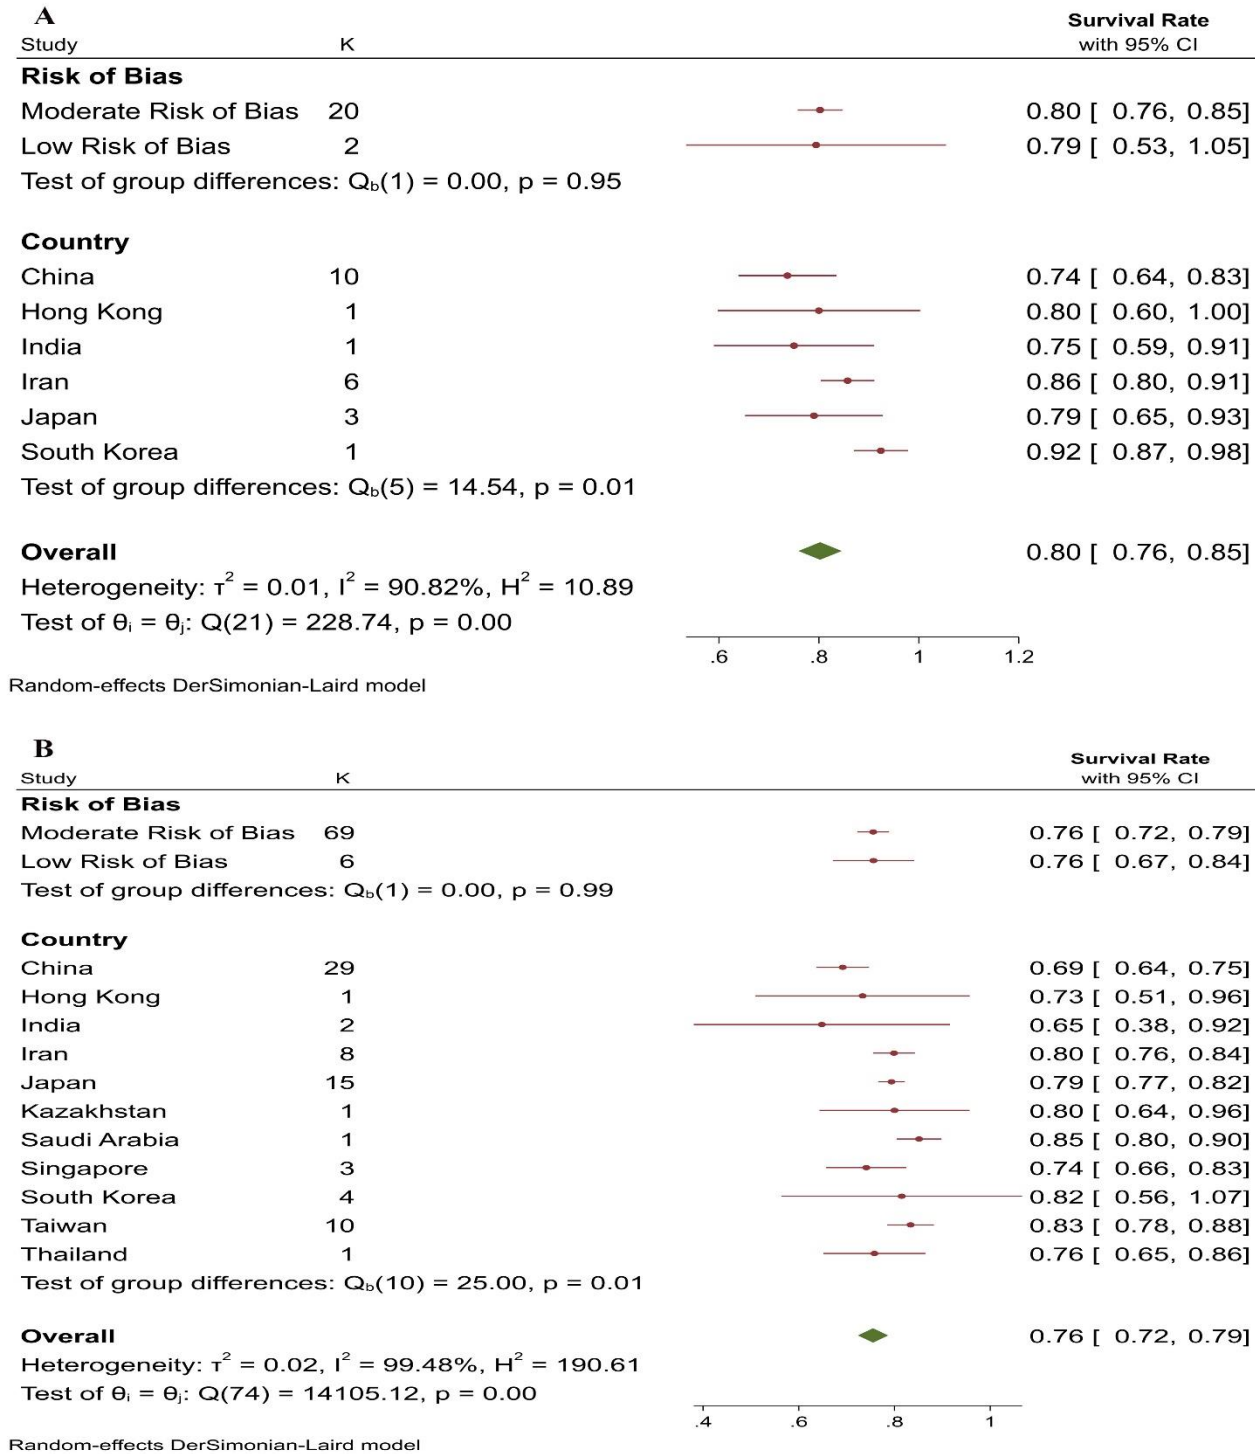 A
Survival Rate
Study K with 95% CI
Risk of Bias
Moderate Risk of Bias 20 0.80 [ 0.76, 0.85]
Low Risk of Bias 2 0.79 [ 0.53, 1.05]
Test of group differences: Q_b(1) = 0.00, p = 0.95
Country
China 10 0.74 [ 0.64, 0.83]
Hong Kong 1 0.80 [ 0.60, 1.00]
India 1 0.75 [ 0.59, 0.91]
Iran 6 0.86 [ 0.80, 0.91]
Japan 3 0.79 [ 0.65, 0.93]
South Korea 1 0.92 [ 0.87, 0.98]
Test of group differences: Q_b(5) = 14.54, p = 0.01
Overall 0.80 [ 0.76, 0.85]
Heterogeneity: τ² = 0.01, I² = 90.82%, H² = 10.89
Test of θᵢ = θⱼ: Q(21) = 228.74, p = 0.00
.6 .8 1 1.2
Random-effects DerSimonian-Laird model
B
Survival Rate
Study K with 95% CI
Risk of Bias
Moderate Risk of Bias 69 0.76 [ 0.72, 0.79]
Low Risk of Bias 6 0.76 [ 0.67, 0.84]
Test of group differences: Q_b(1) = 0.00, p = 0.99
Country
China 29 0.69 [ 0.64, 0.75]
Hong Kong 1 0.73 [ 0.51, 0.96]
India 2 0.65 [ 0.38, 0.92]
Iran 8 0.80 [ 0.76, 0.84]
Japan 15 0.79 [ 0.77, 0.82]
Kazakhstan 1 0.80 [ 0.64, 0.96]
Saudi Arabia 1 0.85 [ 0.80, 0.90]
Singapore 3 0.74 [ 0.66, 0.83]
South Korea 4 0.82 [ 0.56, 1.07]
Taiwan 10 0.83 [ 0.78, 0.88]
Thailand 1 0.76 [ 0.65, 0.86]
Test of group differences: Q_b(10) = 25.00, p = 0.01
Overall 0.76 [ 0.72, 0.79]
Heterogeneity: τ² = 0.02, I² = 99.48%, H² = 190.61
Test of θᵢ = θⱼ: Q(74) = 14105.12, p = 0.00
.4 .6 .8 1
Random-effects DerSimonian-Laird model